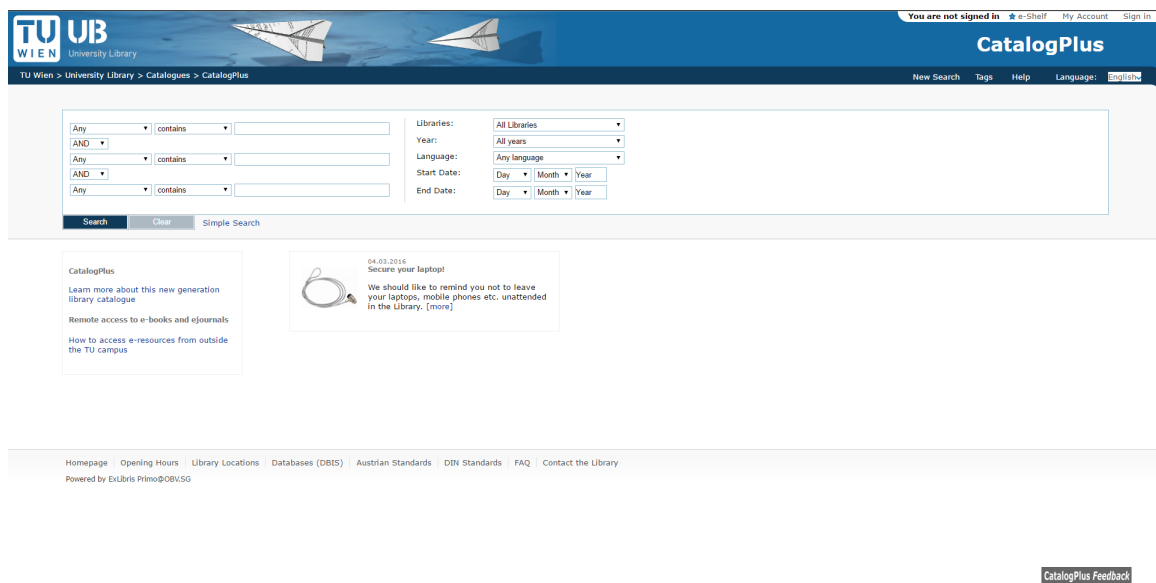 You are not signed in e-Shelf My Account Sign in
TU UB
WIEN University Library
CatalogPlus
TU Wien > University Library > Catalogues > CatalogPlus New Search Tags Help Language: English
Any contains
AND
Any contains
AND
Any contains
Libraries: All Libraries
Year: All years
Language: Any language
Start Date: Day Month Year
End Date: Day Month Year
Search Clear Simple Search
CatalogPlus
Learn more about this new generation
library catalogue
Remote access to e-books and ejournals
How to access e-resources from outside
the TU campus
04.03.2016
Secure your laptop!
We should like to remind you not to leave
your laptops, mobile phones etc. unattended
in the Library. [more]
Homepage Opening Hours Library Locations Databases (DBIS) Austrian Standards DIN Standards FAQ Contact the Library
Powered by ExLibris Primo@OBV.SG
CatalogPlus Feedback